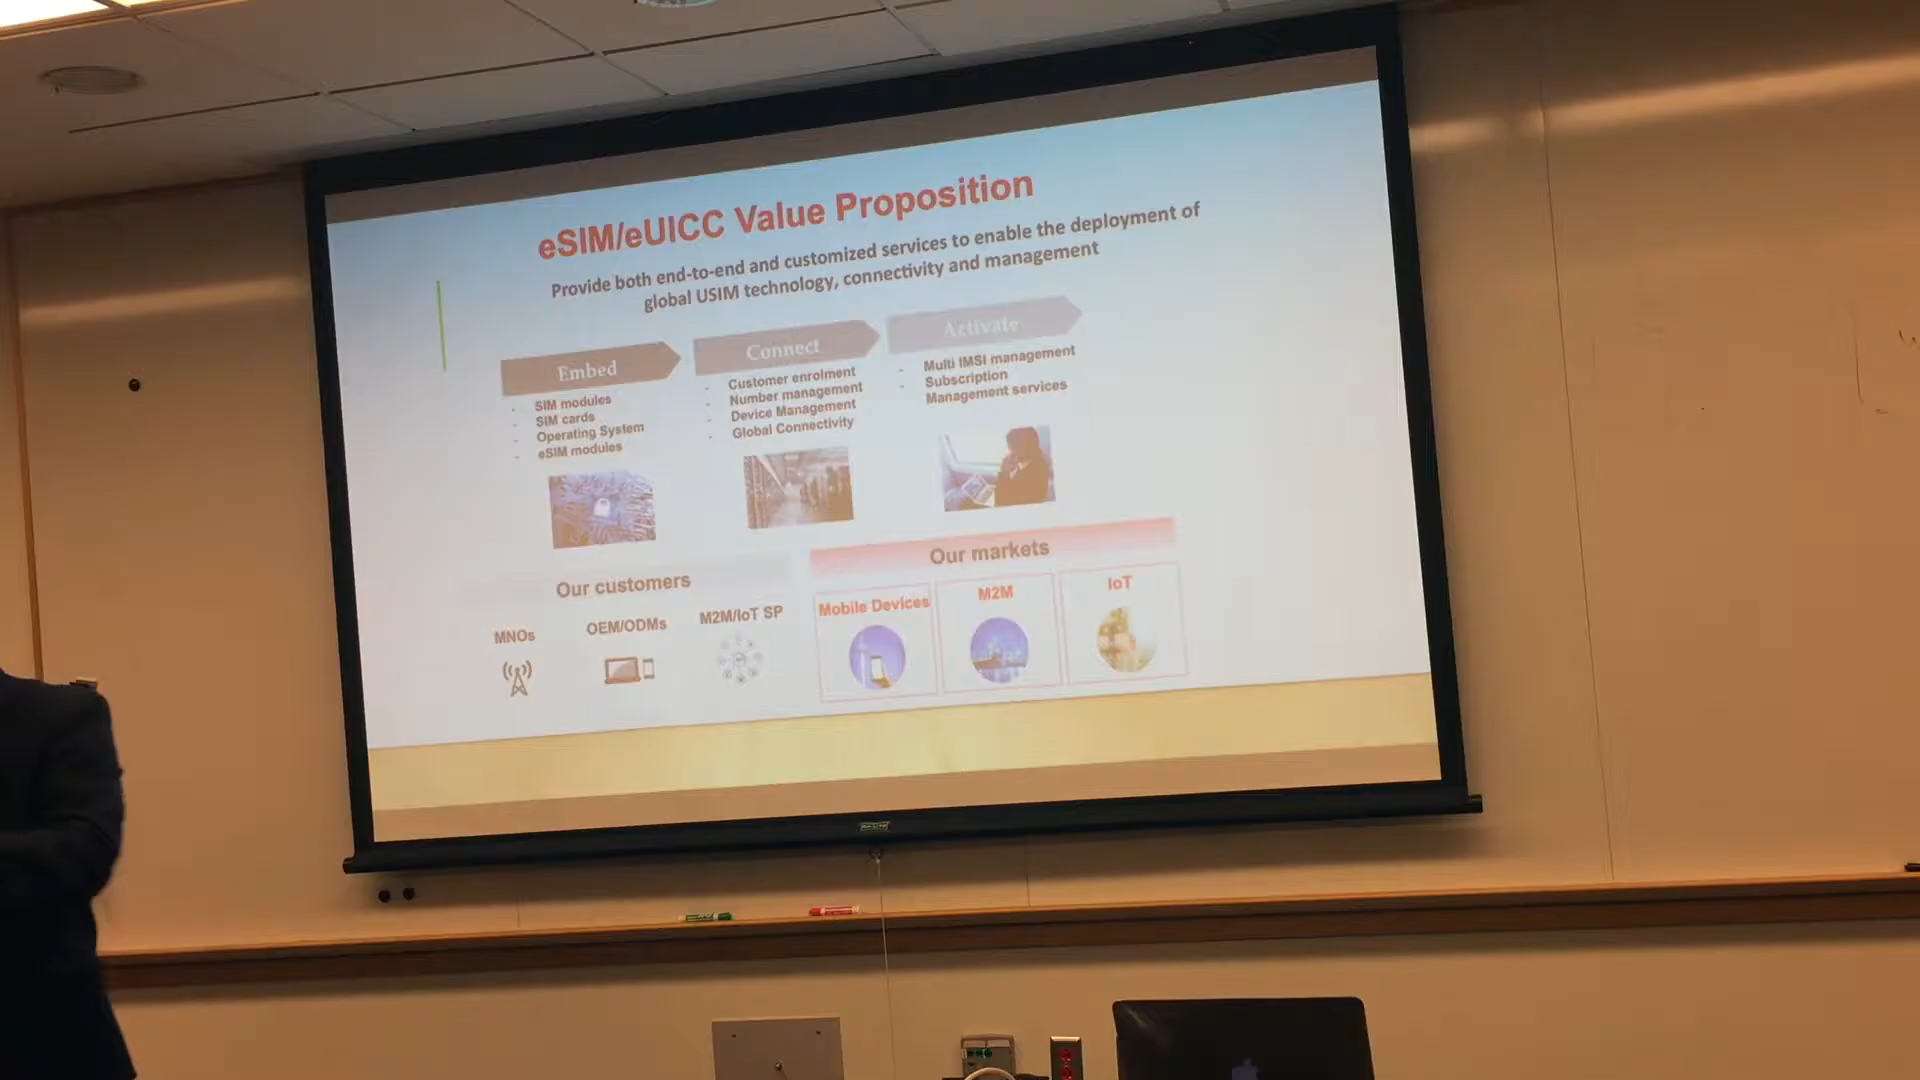 eSIM/eUICC Value Proposition
Provide both end-to-end and customized services to enable the deployment of
global USIM technology, connectivity and management
Embed
- SIM modules
- SIM cards
- Operating System
- eSIM modules
Connect
- Customer enrolment
- Number management
- Device Management
- Global Connectivity
Activate
- Multi IMSI management
- Subscription
Management services
Our customers
MNOs
OEM/ODMs
M2M/IoT SP
Our markets
Mobile Devices
M2M
IoT